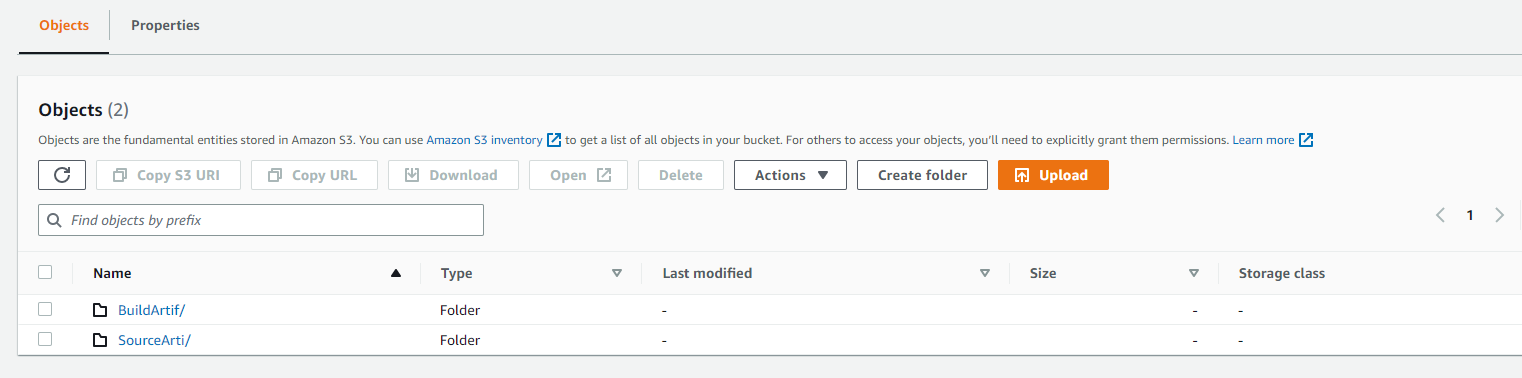 Objects Properties
Objects (2)
Objects are the fundamental entities stored in Amazon S3. You can use Amazon S3 inventory to get a list of all objects in your bucket. For others to access your objects, you'll need to explicitly grant them permissions. Learn more
Copy S3 URI Copy URL Download Open Delete Actions Create folder Upload
Find objects by prefix
1
Name Type Last modified Size Storage class
BuildArtif/ Folder - - -
SourceArti/ Folder - - -